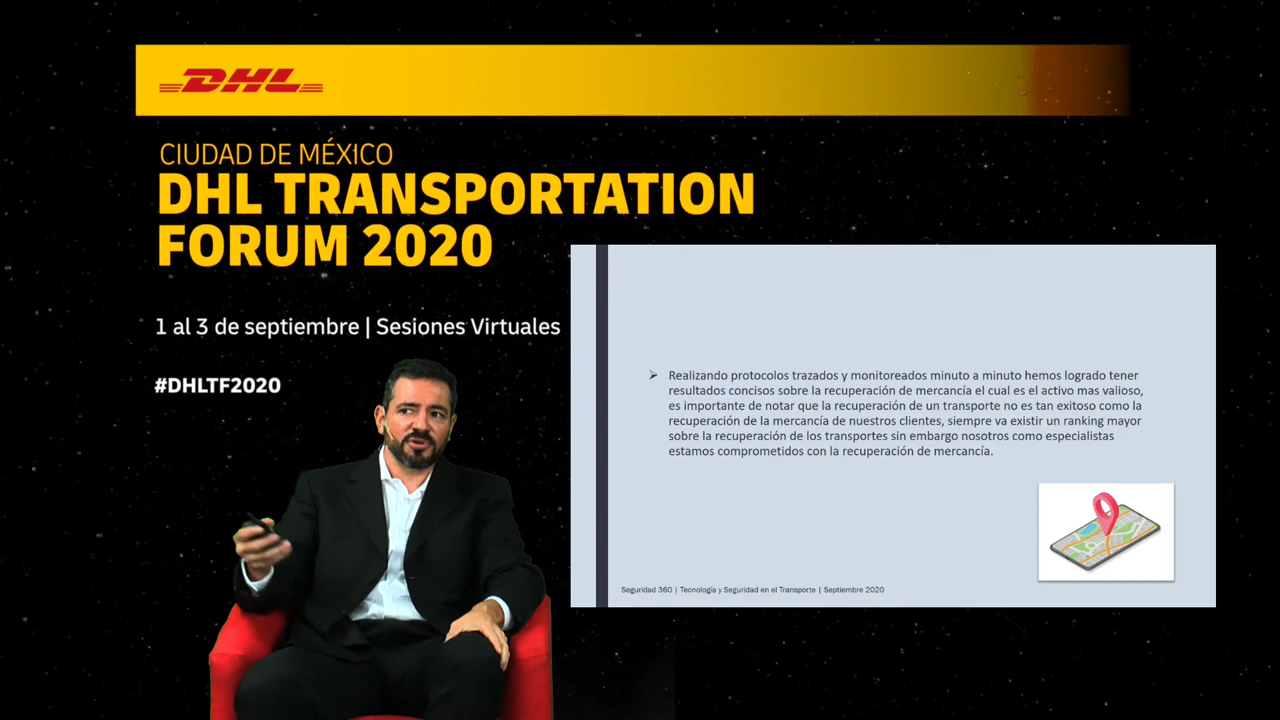 DHL
CIUDAD DE MÉXICO
DHL TRANSPORTATION
FORUM 2020
1 al 3 de septiembre | Sesiones Virtuales
#DHLTF2020
Realizando protocolos trazados y monitoreados minuto a minuto hemos logrado tener
resultados concisos sobre la recuperación de mercancía el cual es el activo mas valioso,
es importante de notar que la recuperación de un transporte no es tan exitoso como la
recuperación de la mercancía de nuestros clientes, siempre va existir un ranking mayor
sobre la recuperación de los transportes sin embargo nosotros como especialistas
estamos comprometidos con la recuperación de mercancía.
Seguridad 360 | Tecnología y Seguridad en el Transporte | Septiembre 2020